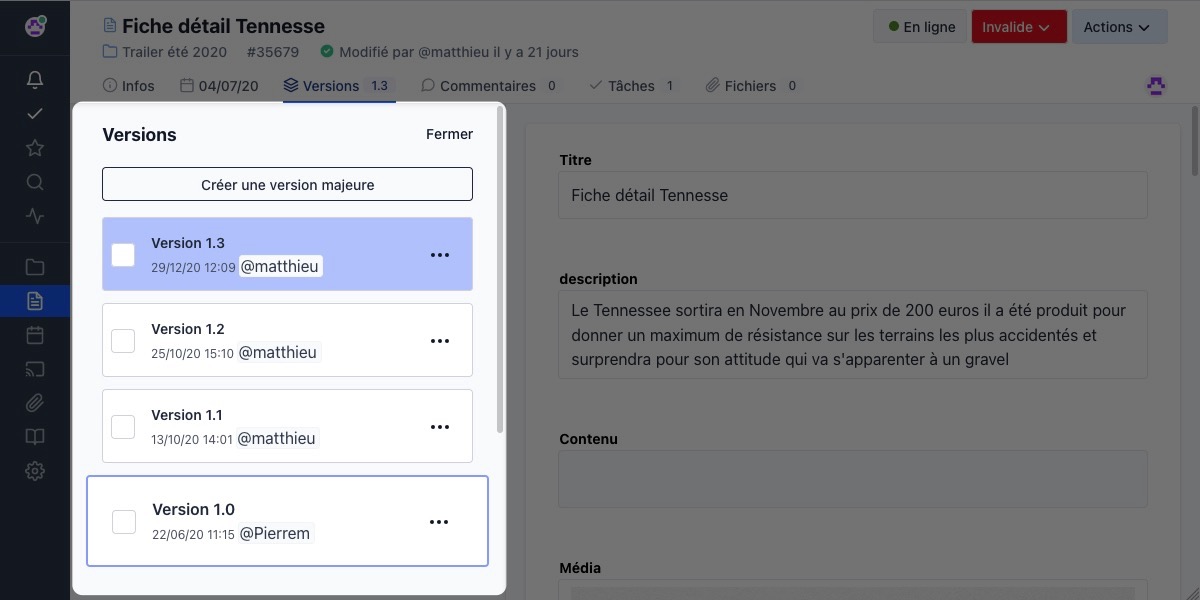 Fiche détail Tennesse
Trailer été 2020 #35679 Modifié par @matthieu il y a 21 jours
En ligne Invalide Actions
Infos 04/07/20 Versions 1.3 Commentaires 0 Tâches 1 Fichiers 0
Versions Fermer
Créer une version majeure
Version 1.3
29/12/20 12:09 @matthieu
Version 1.2
25/10/20 15:10 @matthieu
Version 1.1
13/10/20 14:01 @matthieu
Version 1.0
22/06/20 11:15 @Pierrem
Titre
Fiche détail Tennesse
description
Le Tennessee sortira en Novembre au prix de 200 euros il a été produit pour
donner un maximum de résistance sur les terrains les plus accidentés et
surprendra pour son attitude qui va s'apparenter à un gravel
Contenu
Média